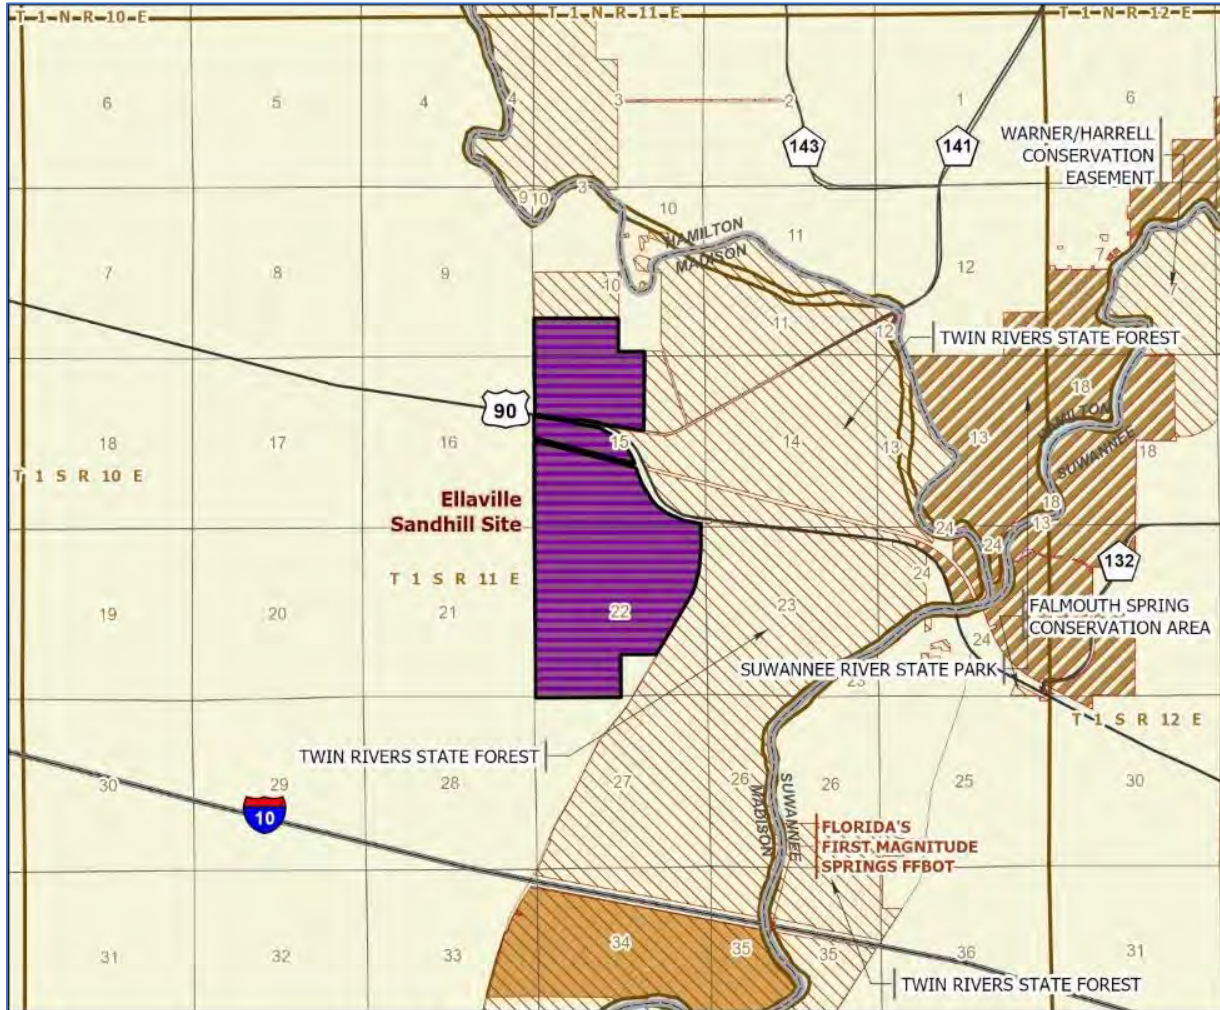 T 1 N R 10 E
T 1 N R 11 E
T 1 N R 12 E
6
5
4
4
3
2
1
6
143
141
WARNER/HARRELL
CONSERVATION
EASEMENT
9
10
3
10
HAMILTON
MADISON
11
12
7
7
7
8
9
10
11
12
TWIN RIVERS STATE FOREST
90
18
17
16
15
14
13
13
18
HAMILTON
SUWANNEE
18
T 1 S R 10 E
Ellaville
Sandhill Site
18
13
24
24
24
132
T 1 S R 11 E
19
20
21
22
23
FALMOUTH SPRING
CONSERVATION AREA
24
SUWANNEE RIVER STATE PARK
23
T 1 S R 12 E
TWIN RIVERS STATE FOREST
30
29
28
27
26
26
25
30
10
MADISON
SUWANNEE
FLORIDA'S
FIRST MAGNITUDE
SPRINGS FFBOT
31
32
33
34
35
35
36
31
TWIN RIVERS STATE FOREST